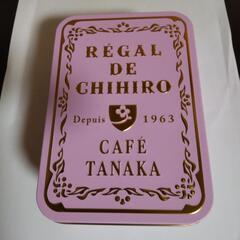 RÉGAL
DE
CHIHIRO
Depuis 1963
CAFÉ
TANAKA